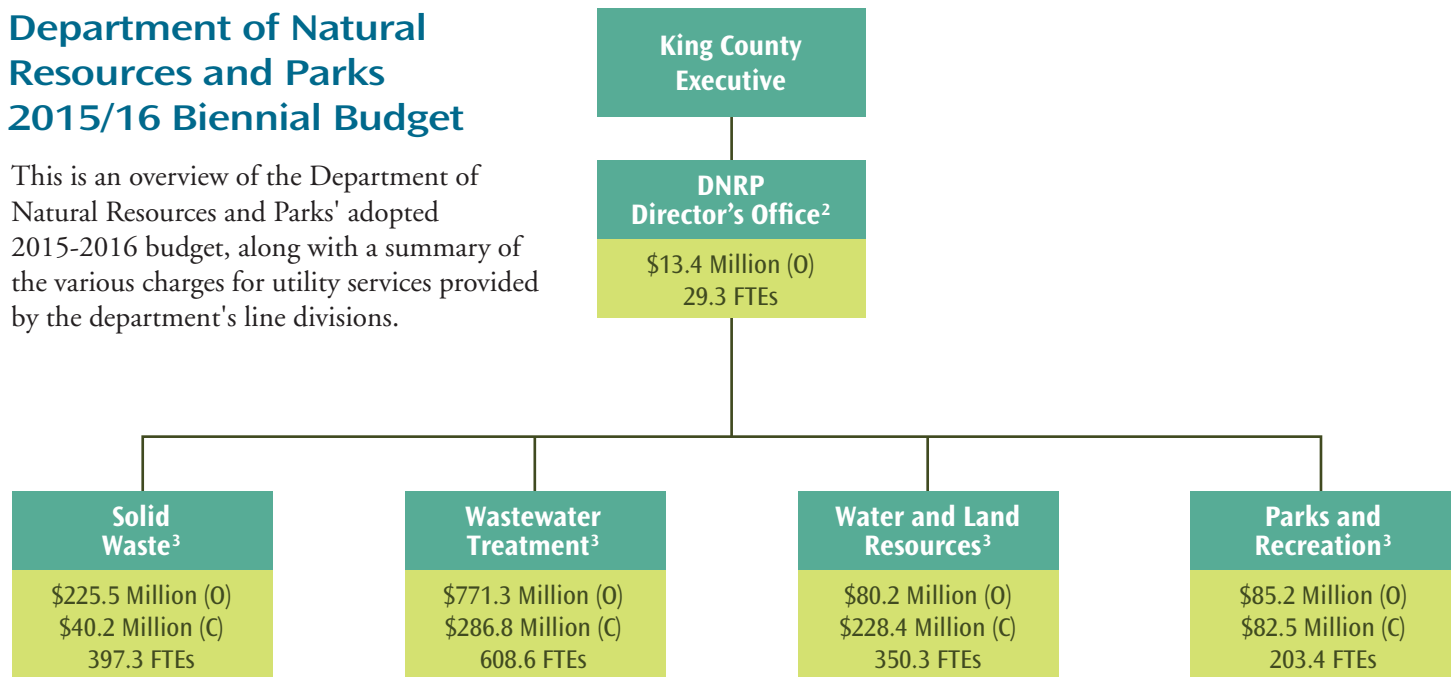 Department of Natural
Resources and Parks
2015/16 Biennial Budget
This is an overview of the Department of
Natural Resources and Parks' adopted
2015-2016 budget, along with a summary of
the various charges for utility services provided
by the department's line divisions.
King County
Executive
DNRP
Director’s Office²
$13.4 Million (O)
29.3 FTEs
Solid
Waste³
$225.5 Million (O)
$40.2 Million (C)
397.3 FTEs
Wastewater
Treatment³
$771.3 Million (O)
$286.8 Million (C)
608.6 FTEs
Water and Land
Resources³
$80.2 Million (O)
$228.4 Million (C)
350.3 FTEs
Parks and
Recreation³
$85.2 Million (O)
$82.5 Million (C)
203.4 FTEs